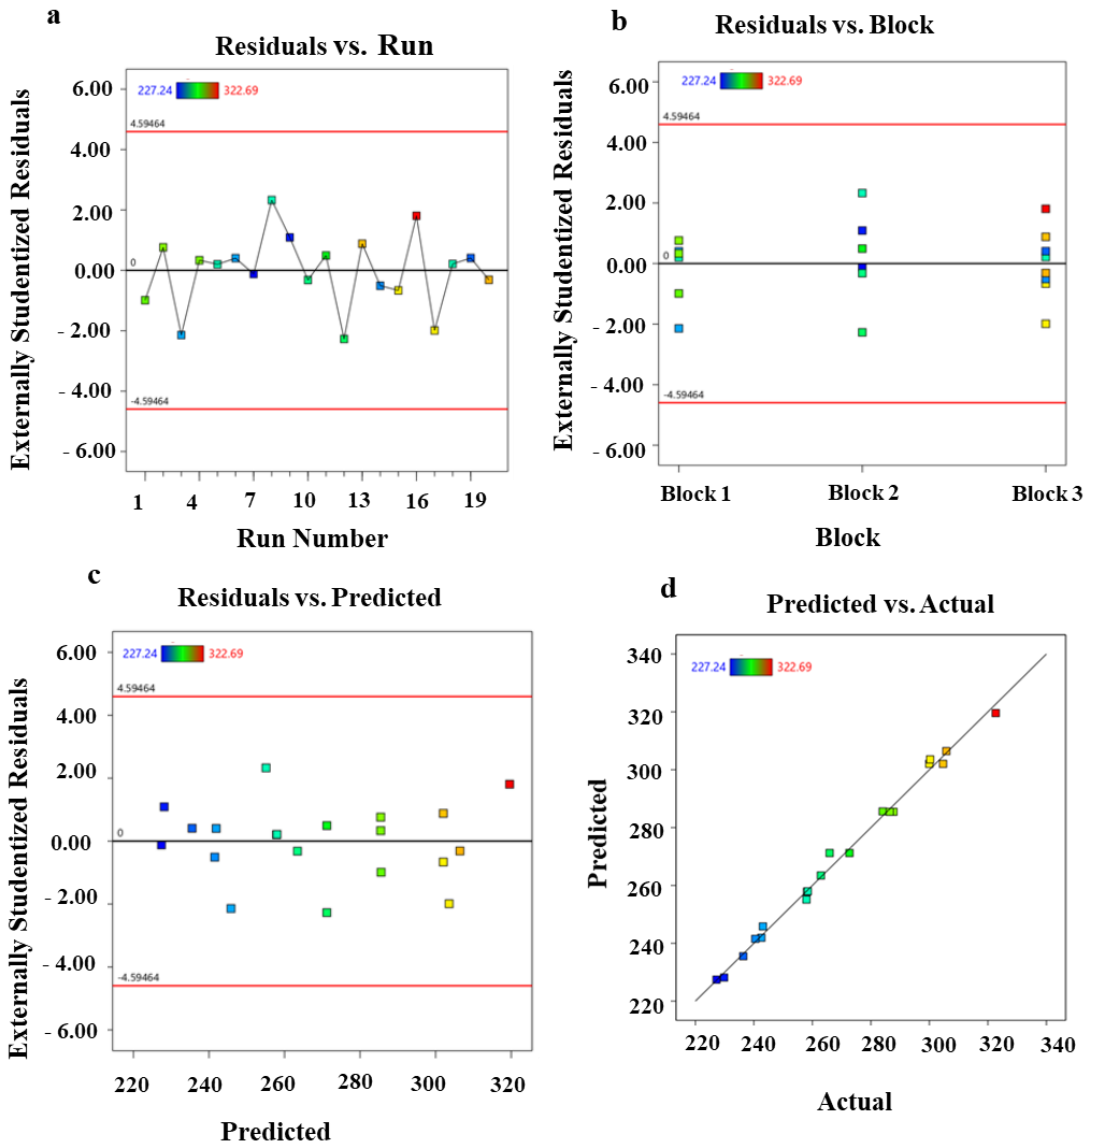 a
Residuals vs. Run
Externally Studentized Residuals
6.00
4.00
2.00
0.00
- 2.00
- 4.00
- 6.00
227.24 322.69
4.59464
0
-4.59464
1 4 7 10 13 16 19
Run Number
b
Residuals vs. Block
Externally Studentized Residuals
6.00
4.00
2.00
0.00
- 2.00
- 4.00
- 6.00
227.24 322.69
4.59464
0
-4.59464
Block 1 Block 2 Block 3
Block
c
Residuals vs. Predicted
Externally Studentized Residuals
6.00
4.00
2.00
0.00
- 2.00
- 4.00
- 6.00
227.24 322.69
4.59464
0
-4.59464
220 240 260 280 300 320
Predicted
d
Predicted vs. Actual
Predicted
340
320
300
280
260
240
220
227.24 322.69
220 240 260 280 300 320 340
Actual